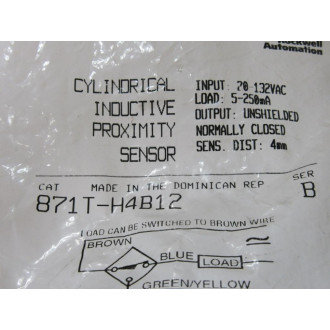 Rockwell
Automation
CYLINDRICAL
INDUCTIVE
PROXIMITY
SENSOR
INPUT: 70-132VAC
LOAD: 5-250mA
OUTPUT: UNSHIELDED
NORMALLY CLOSED
SENS. DIST: 4mm
CAT MADE IN THE DOMINICAN REP SER
871T-H4B12 B
LOAD CAN BE SWITCHED TO BROWN WIRE
BROWN
BLUE LOAD
GREEN/YELLOW